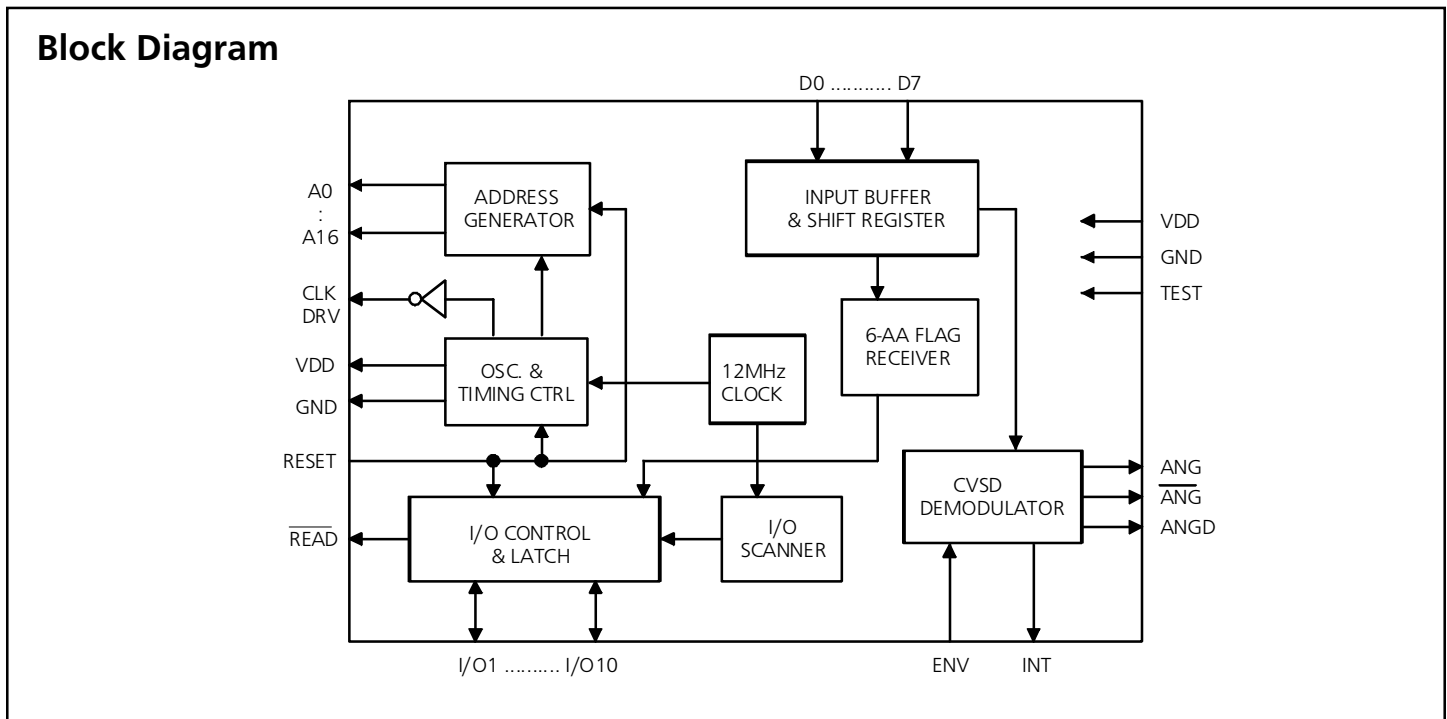 Block Diagram
D0 ........... D7
A0
:
A16
ADDRESS
GENERATOR
INPUT BUFFER
& SHIFT REGISTER
VDD
GND
TEST
CLK
DRV
6-AA FLAG
RECEIVER
VDD
GND
OSC. &
TIMING CTRL
12MHz
CLOCK
RESET
CVSD
DEMODULATOR
ANG
A̅N̅G̅
ANGD
R̅E̅A̅D̅
I/O CONTROL
& LATCH
I/O
SCANNER
I/O1 .......... I/O10
ENV
INT